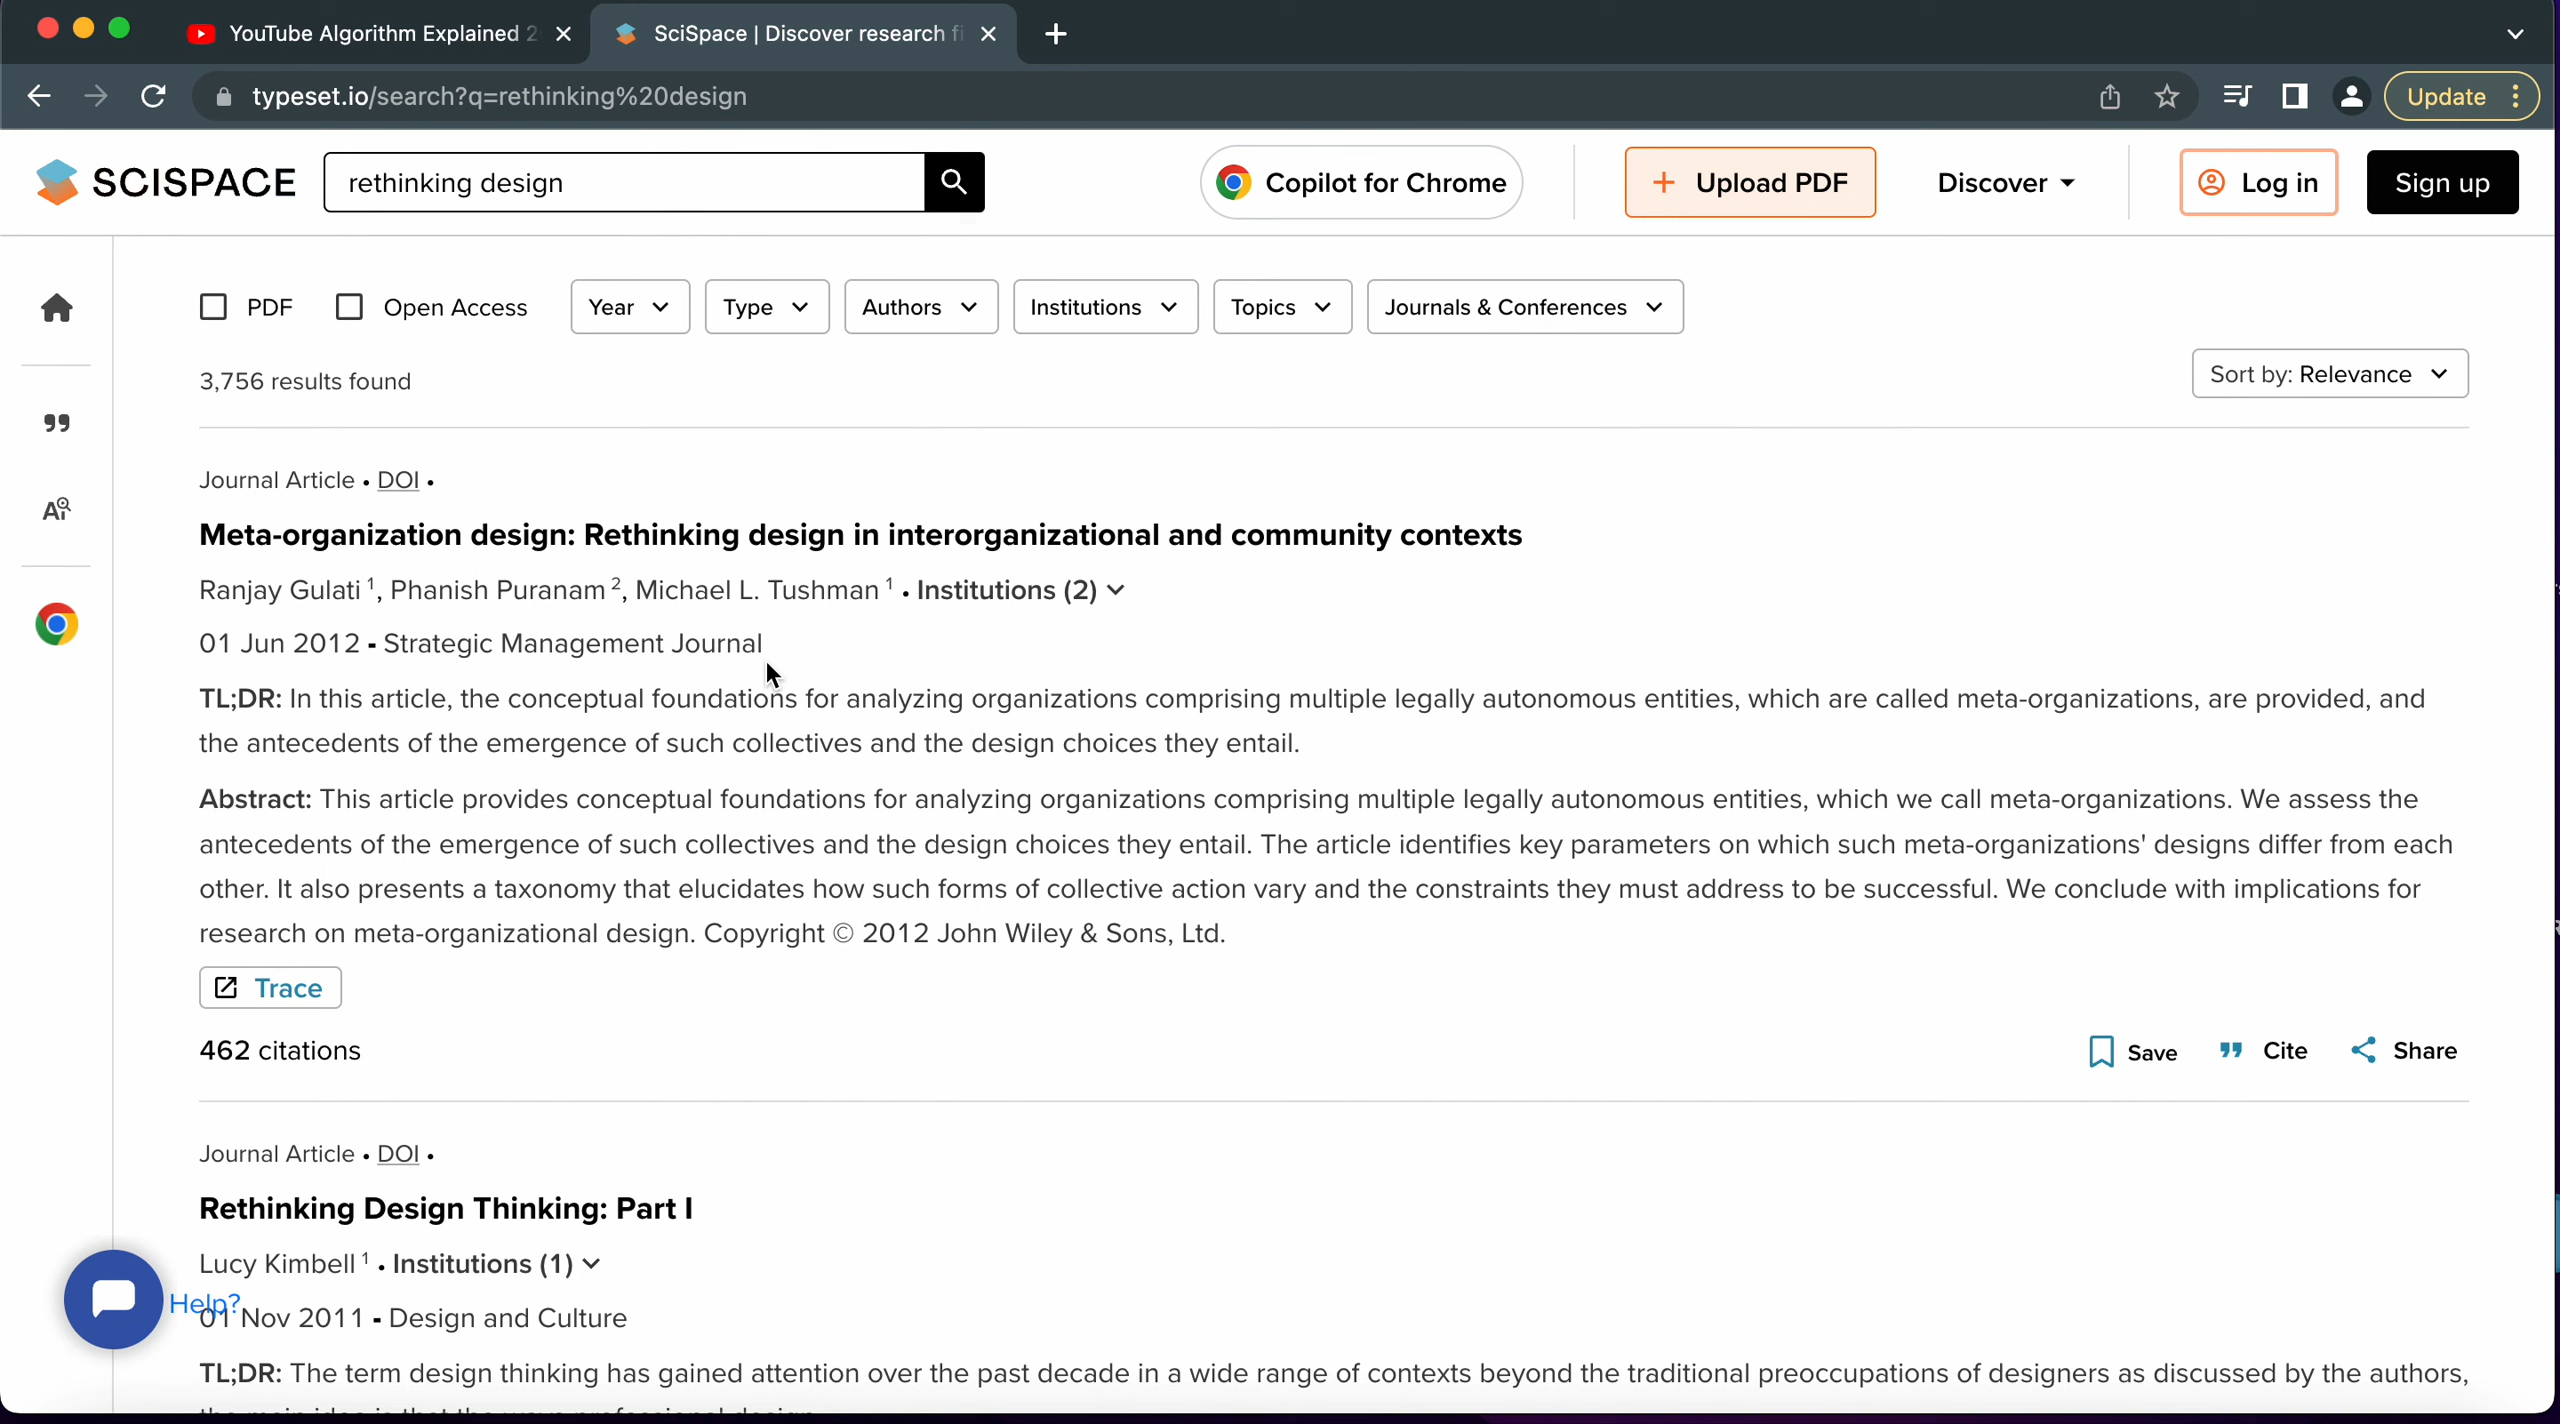 YouTube Algorithm Explained 2
SciSpace | Discover research fi
typeset.io/search?q=rethinking%20design
Update
SCISPACE
rethinking design
Copilot for Chrome
+ Upload PDF
Discover
Log in
Sign up
PDF
Open Access
Year
Type
Authors
Institutions
Topics
Journals & Conferences
3,756 results found
Sort by: Relevance
Journal Article • DOI •
Meta-organization design: Rethinking design in interorganizational and community contexts
Ranjay Gulati 1, Phanish Puranam 2, Michael L. Tushman 1 • Institutions (2)
01 Jun 2012 - Strategic Management Journal
TL;DR: In this article, the conceptual foundations for analyzing organizations comprising multiple legally autonomous entities, which are called meta-organizations, are provided, and
the antecedents of the emergence of such collectives and the design choices they entail.
Abstract: This article provides conceptual foundations for analyzing organizations comprising multiple legally autonomous entities, which we call meta-organizations. We assess the
antecedents of the emergence of such collectives and the design choices they entail. The article identifies key parameters on which such meta-organizations' designs differ from each
other. It also presents a taxonomy that elucidates how such forms of collective action vary and the constraints they must address to be successful. We conclude with implications for
research on meta-organizational design. Copyright © 2012 John Wiley & Sons, Ltd.
Trace
462 citations
Save
Cite
Share
Journal Article • DOI •
Rethinking Design Thinking: Part I
Lucy Kimbell 1 • Institutions (1)
Help?
01 Nov 2011 - Design and Culture
TL;DR: The term design thinking has gained attention over the past decade in a wide range of contexts beyond the traditional preoccupations of designers as discussed by the authors,